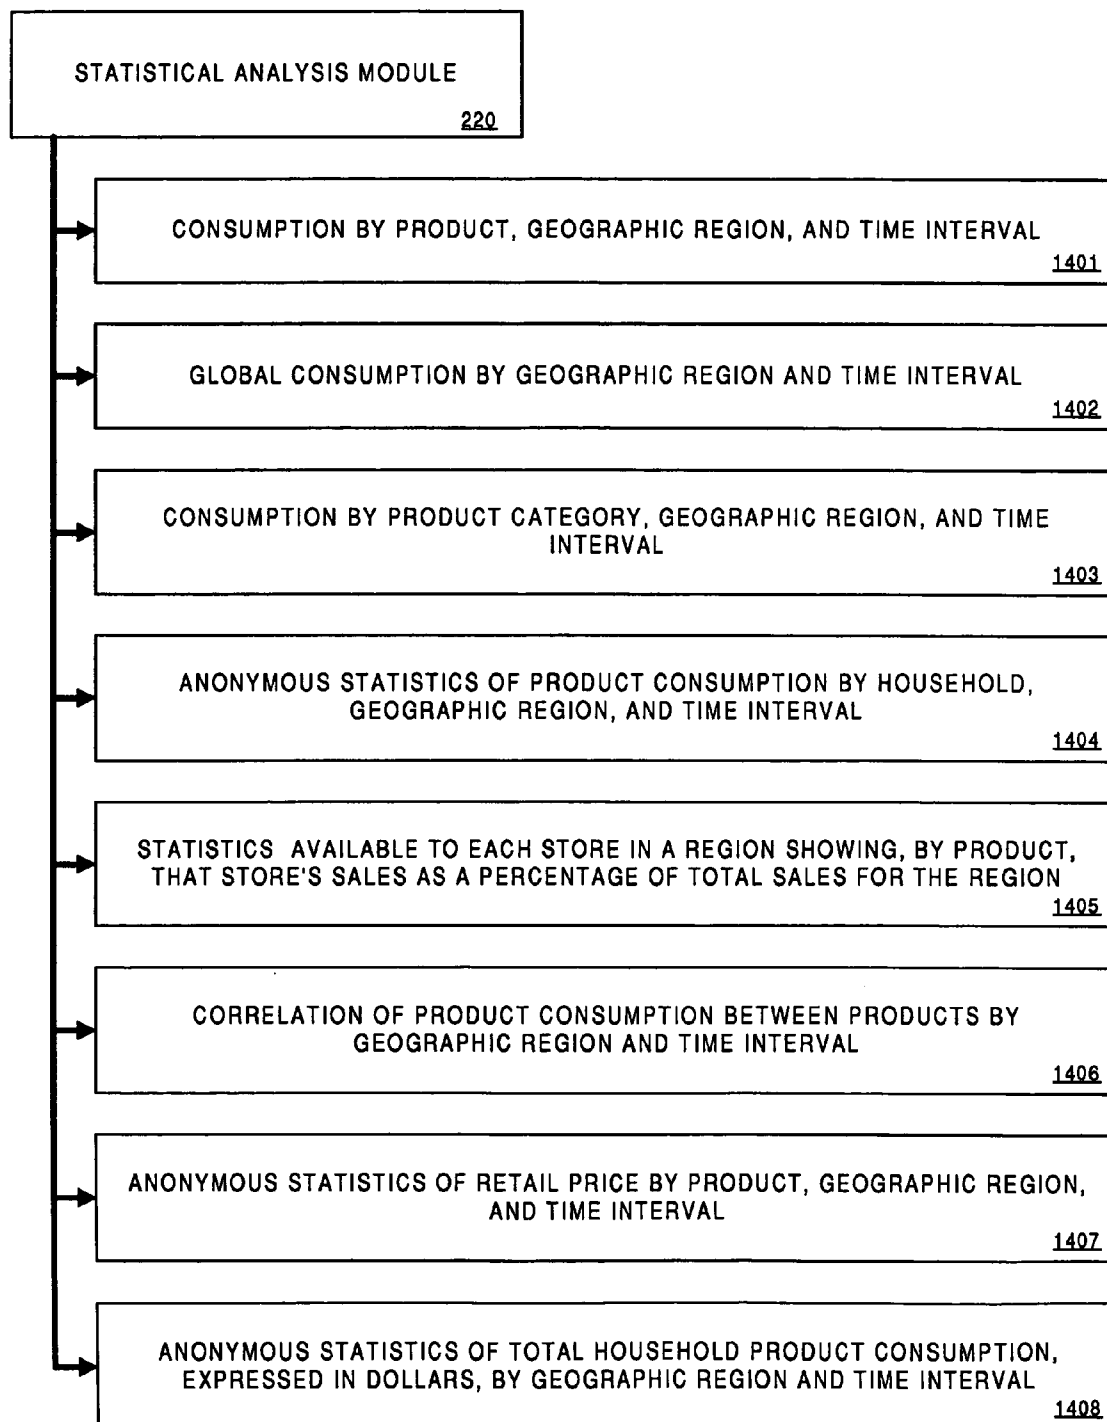 STATISTICAL ANALYSIS MODULE
220
CONSUMPTION BY PRODUCT, GEOGRAPHIC REGION, AND TIME INTERVAL
1401
GLOBAL CONSUMPTION BY GEOGRAPHIC REGION AND TIME INTERVAL
1402
CONSUMPTION BY PRODUCT CATEGORY, GEOGRAPHIC REGION, AND TIME
INTERVAL
1403
ANONYMOUS STATISTICS OF PRODUCT CONSUMPTION BY HOUSEHOLD,
GEOGRAPHIC REGION, AND TIME INTERVAL
1404
STATISTICS AVAILABLE TO EACH STORE IN A REGION SHOWING, BY PRODUCT,
THAT STORE'S SALES AS A PERCENTAGE OF TOTAL SALES FOR THE REGION
1405
CORRELATION OF PRODUCT CONSUMPTION BETWEEN PRODUCTS BY
GEOGRAPHIC REGION AND TIME INTERVAL
1406
ANONYMOUS STATISTICS OF RETAIL PRICE BY PRODUCT, GEOGRAPHIC REGION,
AND TIME INTERVAL
1407
ANONYMOUS STATISTICS OF TOTAL HOUSEHOLD PRODUCT CONSUMPTION,
EXPRESSED IN DOLLARS, BY GEOGRAPHIC REGION AND TIME INTERVAL
1408